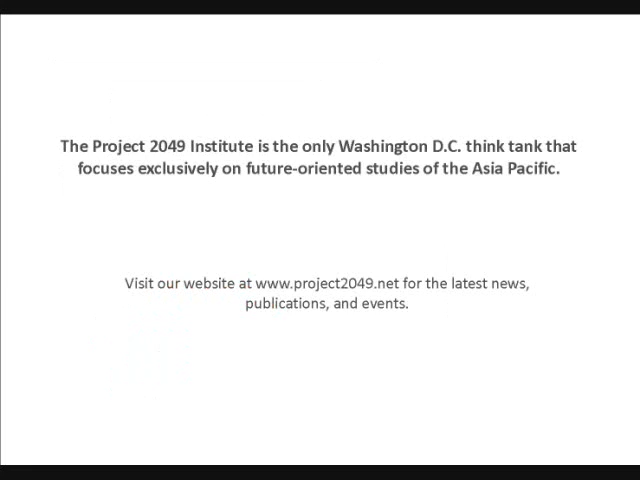 The Project 2049 Institute is the only Washington D.C. think tank that
focuses exclusively on future-oriented studies of the Asia Pacific.
Visit our website at www.project2049.net for the latest news,
publications, and events.